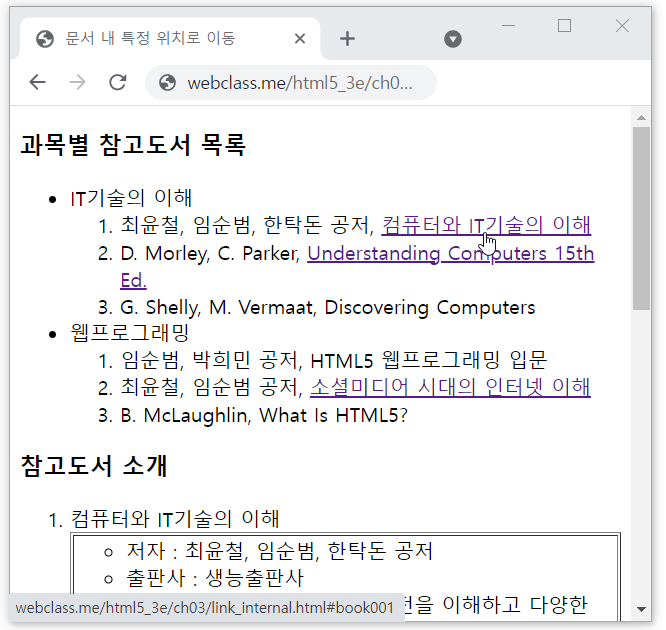 문서 내 특정 위치로 이동
webclass.me/html5_3e/ch0...
과목별 참고도서 목록
• IT기술의 이해
1. 최윤철, 임순범, 한탁돈 공저, 컴퓨터와 IT기술의 이해
2. D. Morley, C. Parker, Understanding Computers 15th
Ed.
3. G. Shelly, M. Vermaat, Discovering Computers
• 웹프로그래밍
1. 임순범, 박희민 공저, HTML5 웹프로그래밍 입문
2. 최윤철, 임순범 공저, 소셜미디어 시대의 인터넷 이해
3. B. McLaughlin, What Is HTML5?
참고도서 소개
1. 컴퓨터와 IT기술의 이해
○ 저자 : 최윤철, 임순범, 한탁돈 공저
○ 출판사 : 생능출판사
이해하고 다양한
webclass.me/html5_3e/ch03/link_internal.html#book001